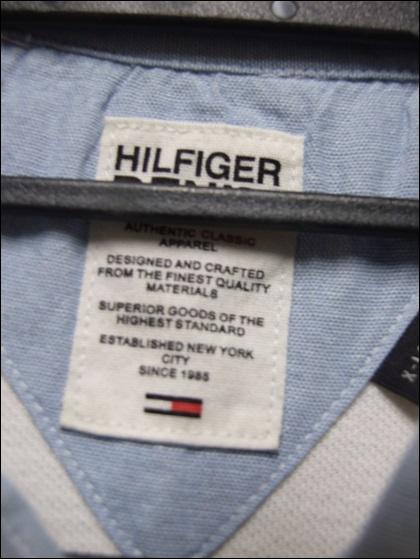 HILFIGER
AUTHENTIC CLASSIC
APPAREL
DESIGNED AND CRAFTED
FROM THE FINEST QUALITY
MATERIALS
SUPERIOR GOODS OF THE
HIGHEST STANDARD
ESTABLISHED NEW YORK
CITY
SINCE 1985